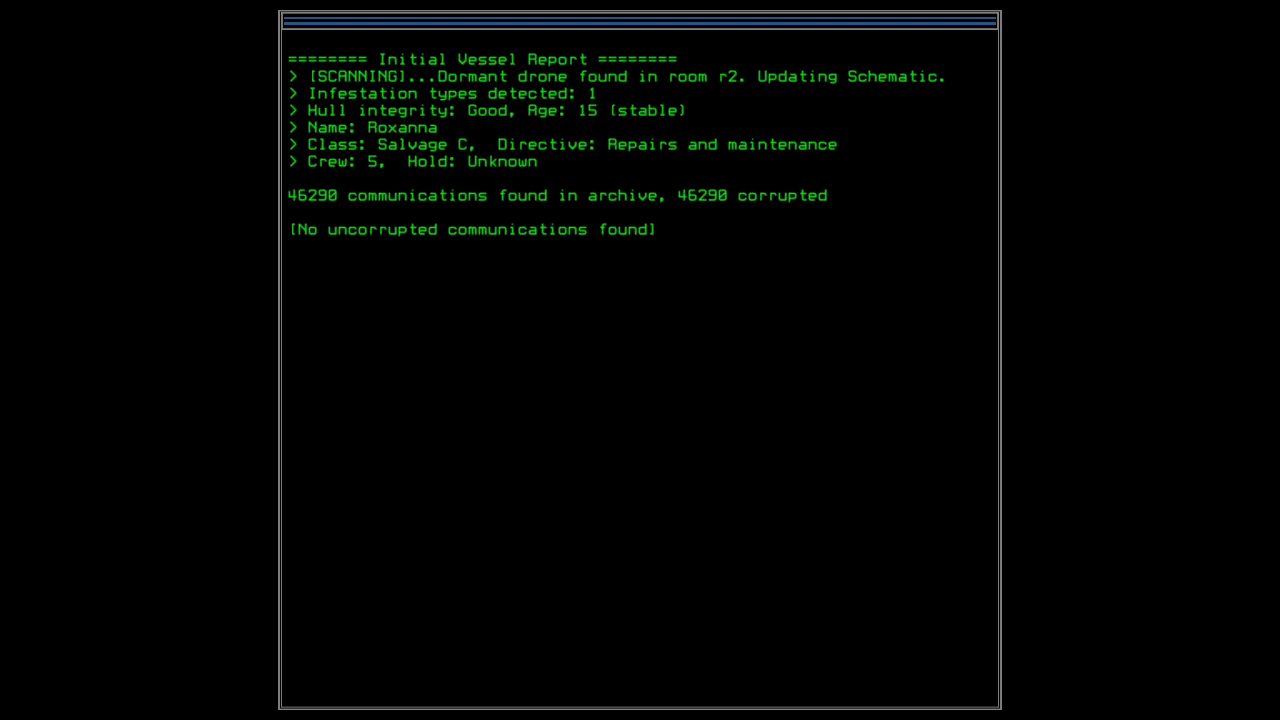 ======== Initial Vessel Report ========
> [SCANNING]...Dormant drone found in room r2. Updating Schematic.
> Infestation types detected: 1
> Hull integrity: Good, Age: 15 (stable)
> Name: Roxanna
> Class: Salvage C,  Directive: Repairs and maintenance
> Crew: 5,  Hold: Unknown
46290 communications found in archive, 46290 corrupted
[No uncorrupted communications found]